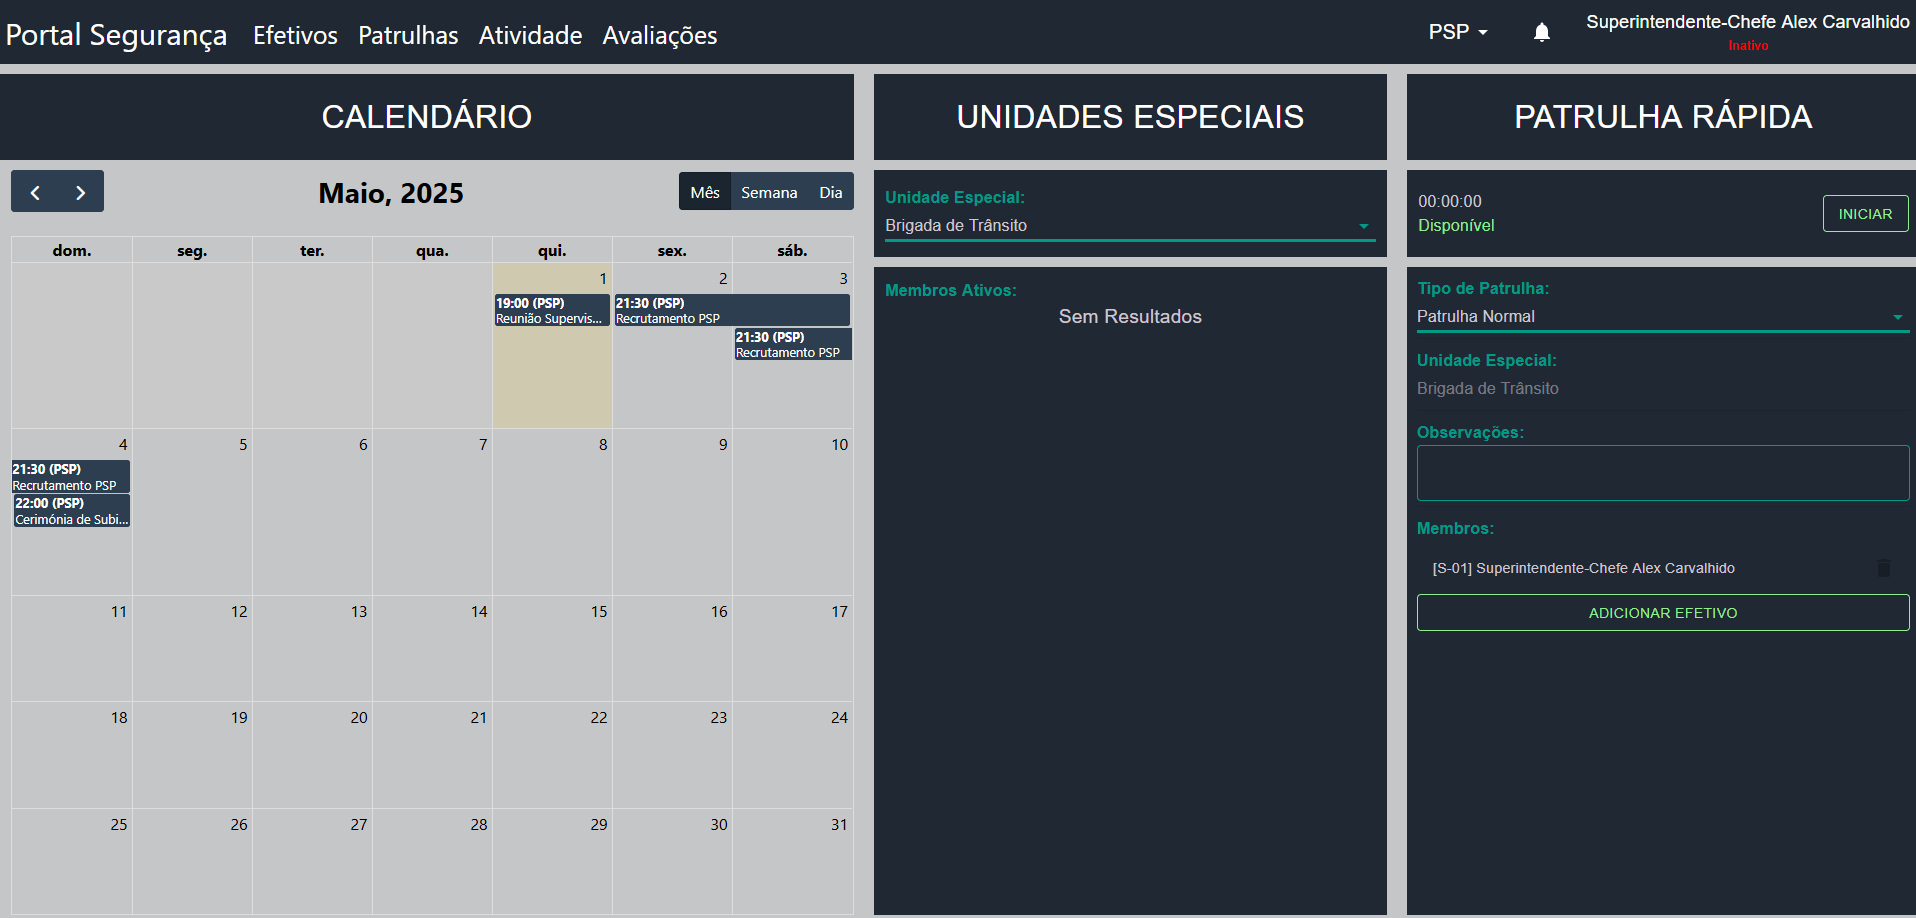 Portal Segurança Efetivos Patrulhas Atividade Avaliações PSP Superintendente-Chefe Alex Carvalhido
Inativo
CALENDÁRIO
Maio, 2025
Mês Semana Dia
dom. seg. ter. qua. qui. sex. sáb.
1 2 3
19:00 (PSP)
Reunião Supervis...
21:30 (PSP)
Recrutamento PSP
21:30 (PSP)
Recrutamento PSP
4 5 6 7 8 9 10
21:30 (PSP)
Recrutamento PSP
22:00 (PSP)
Cerimónia de Subi...
11 12 13 14 15 16 17
18 19 20 21 22 23 24
25 26 27 28 29 30 31
UNIDADES ESPECIAIS
Unidade Especial:
Brigada de Trânsito
Membros Ativos:
Sem Resultados
PATRULHA RÁPIDA
00:00:00
Disponível
INICIAR
Tipo de Patrulha:
Patrulha Normal
Unidade Especial:
Brigada de Trânsito
Observações:
Membros:
[S-01] Superintendente-Chefe Alex Carvalhido
ADICIONAR EFETIVO